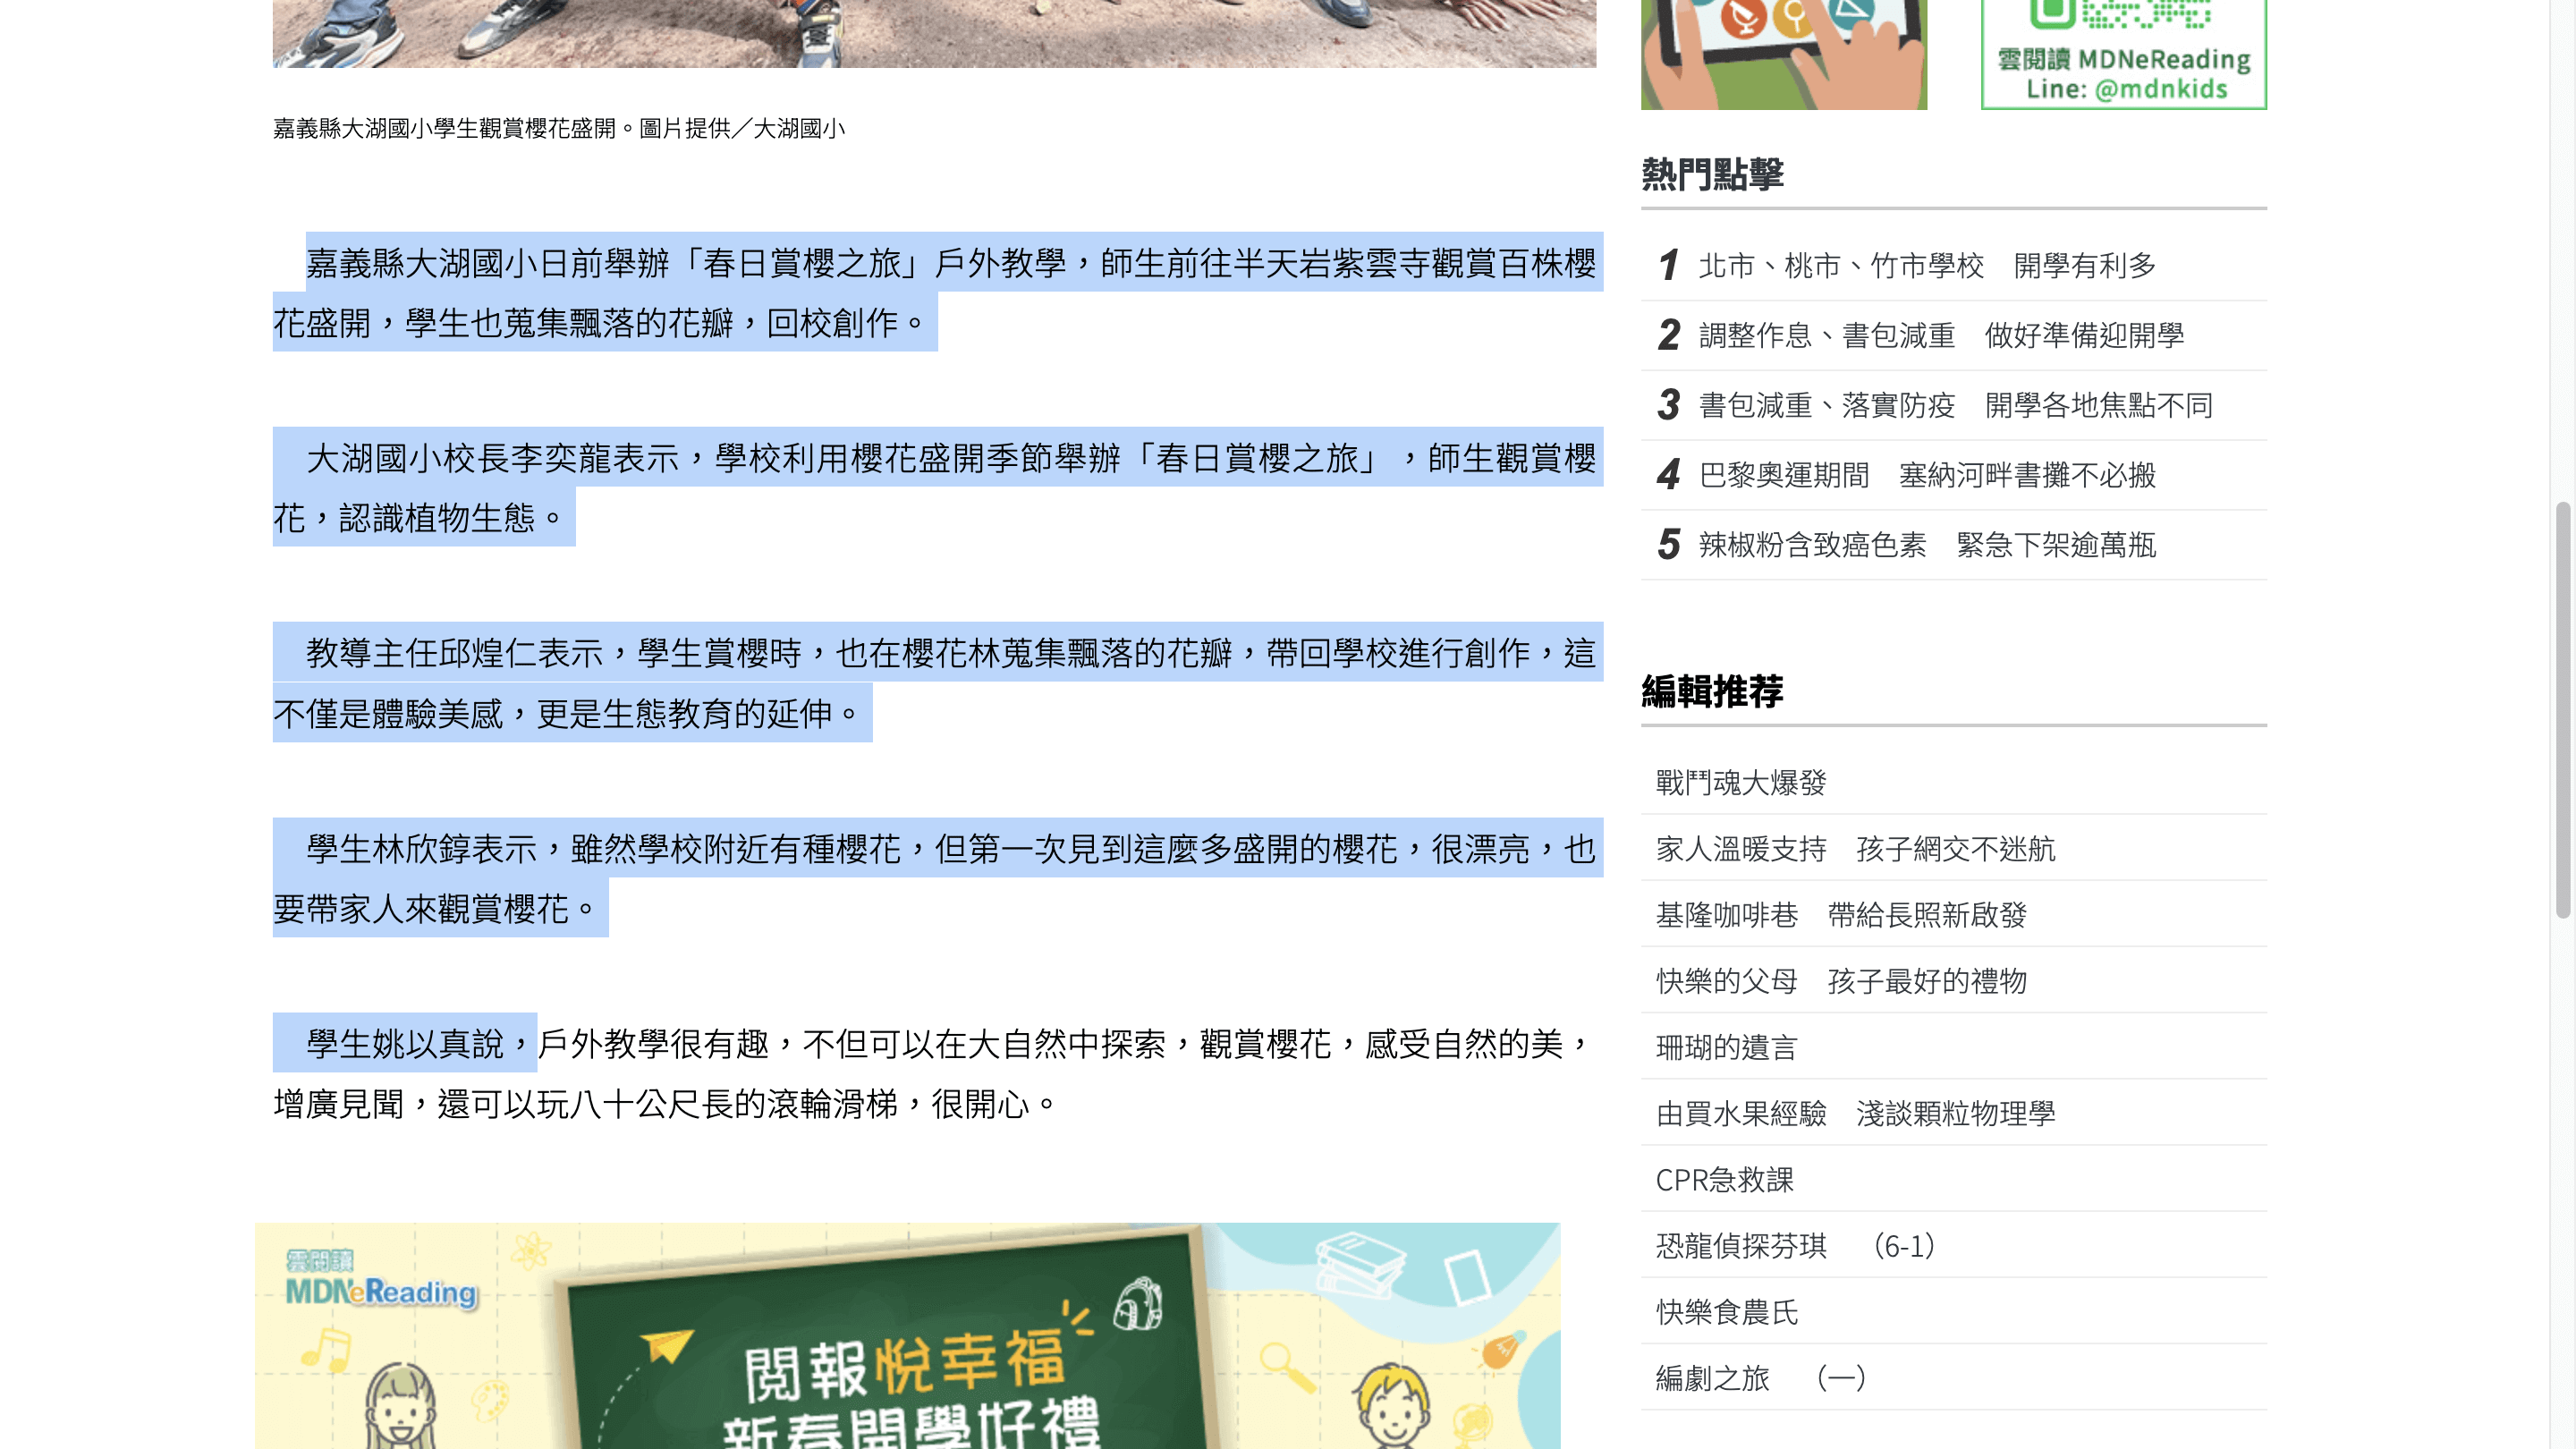 嘉義縣大湖國小學生觀賞櫻花盛開。圖片提供／大湖國小
嘉義縣大湖國小日前舉辦「春日賞櫻之旅」戶外教學，師生前往半天岩紫雲寺觀賞百株櫻
花盛開，學生也蒐集飄落的花瓣，回校創作。
大湖國小校長李奕龍表示，學校利用櫻花盛開季節舉辦「春日賞櫻之旅」，師生觀賞櫻
花，認識植物生態。
教導主任邱煌仁表示，學生賞櫻時，也在櫻花林蒐集飄落的花瓣，帶回學校進行創作，這
不僅是體驗美感，更是生態教育的延伸。
學生林欣錞表示，雖然學校附近有種櫻花，但第一次見到這麼多盛開的櫻花，很漂亮，也
要帶家人來觀賞櫻花。
學生姚以真說，戶外教學很有趣，不但可以在大自然中探索，觀賞櫻花，感受自然的美，
增廣見聞，還可以玩八十公尺長的滾輪滑梯，很開心。
雲閱讀
MDNeReading
閱報悅幸福
新春開學好禮
雲閱讀 MDNeReading
Line: @mdnkids
熱門點擊
1 北市、桃市、竹市學校　開學有利多
2 調整作息、書包減重　做好準備迎開學
3 書包減重、落實防疫　開學各地焦點不同
4 巴黎奧運期間　塞納河畔書攤不必搬
5 辣椒粉含致癌色素　緊急下架逾萬瓶
編輯推荐
戰鬥魂大爆發
家人溫暖支持　孩子網交不迷航
基隆咖啡巷　帶給長照新啟發
快樂的父母　孩子最好的禮物
珊瑚的遺言
由買水果經驗　淺談顆粒物理學
CPR急救課
恐龍偵探芬琪　（6-1）
快樂食農氏
編劇之旅　（一）